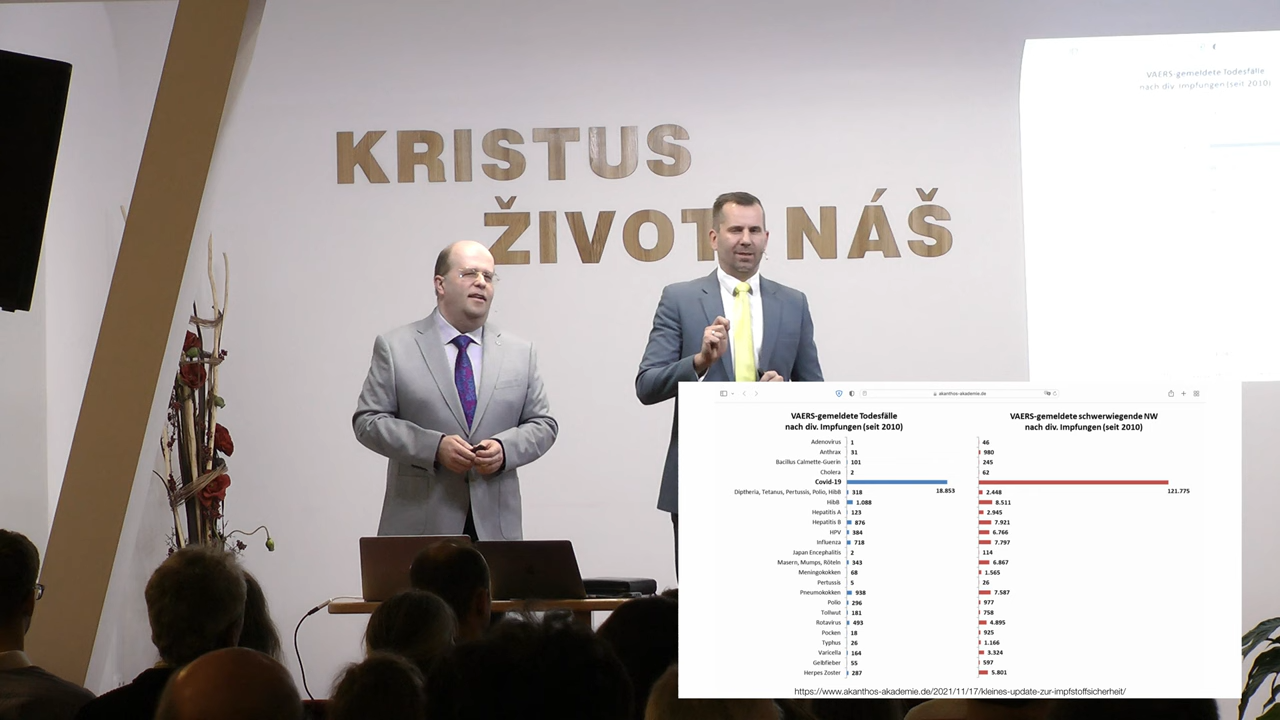 KRISTUS
ŽIVOT NÁŠ
VAERS-gemeldete Todesfälle
nach div. Impfungen (seit 2010)
akanthos-akademie.de
VAERS-gemeldete Todesfälle
nach div. Impfungen (seit 2010)
Adenovirus 1
Anthrax 31
Bacillus Calmette-Guerin 101
Cholera 2
Covid-19 18.853
Diptheria, Tetanus, Pertussis, Polio, HibB 318
HibB 1.088
Hepatitis A 123
Hepatitis B 876
HPV 384
Influenza 718
Japan Encephalitis 2
Masern, Mumps, Röteln 343
Meningokokken 68
Pertussis 5
Pneumokokken 938
Polio 296
Tollwut 181
Rotavirus 493
Pocken 18
Typhus 26
Varicella 164
Gelbfieber 55
Herpes Zoster 287
VAERS-gemeldete schwerwiegende NW
nach div. Impfungen (seit 2010)
46
980
245
62
121.775
2.448
8.511
2.945
7.921
6.766
7.797
114
6.867
1.565
26
7.587
977
758
4.895
925
1.166
3.324
597
5.801
https://www.akanthos-akademie.de/2021/11/17/kleines-update-zur-impfstoffsicherheit/